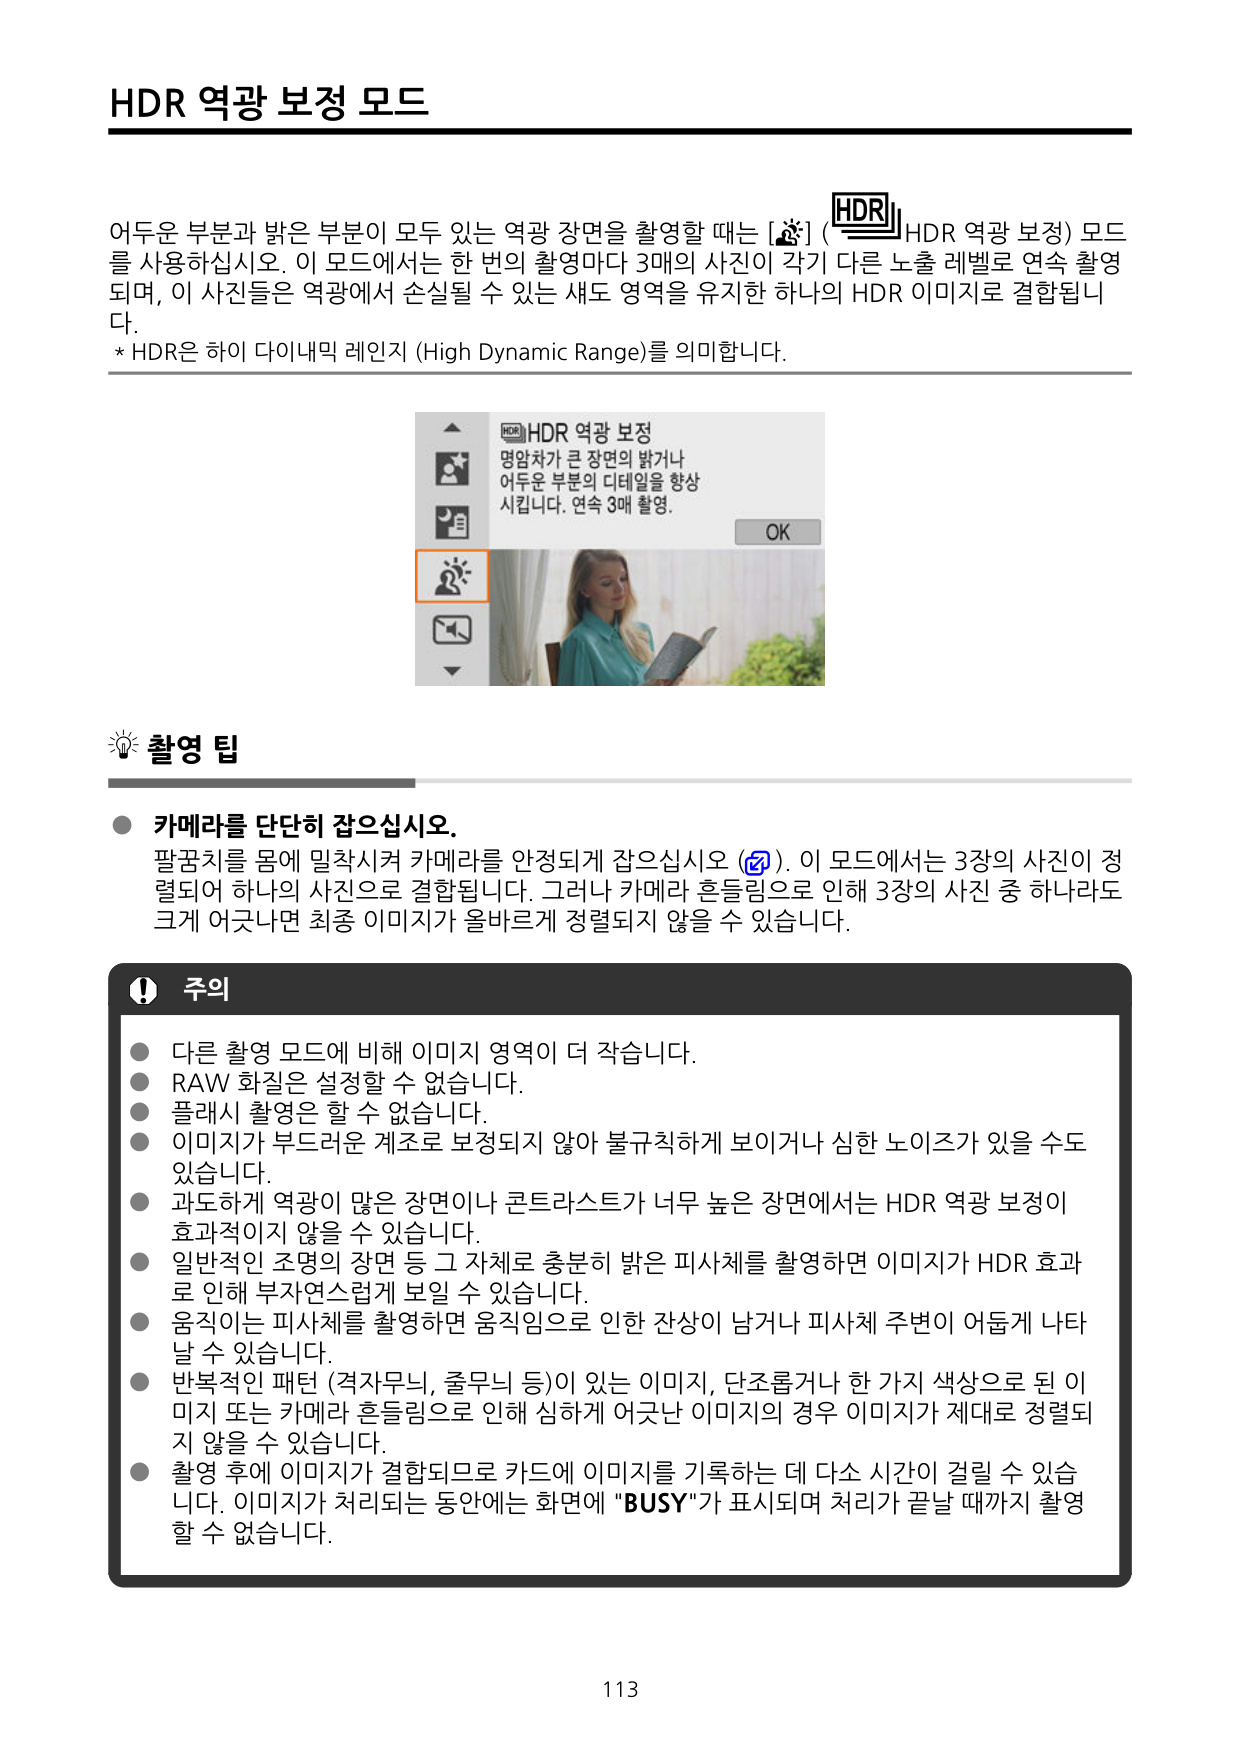 HDR 역광 보정 모드
어두운 부분과 밝은 부분이 모두 있는 역광 장면을 촬영할 때는 [] (HDR HDR 역광 보정) 모드
를 사용하십시오. 이 모드에서는 한 번의 촬영마다 3매의 사진이 각기 다른 노출 레벨로 연속 촬영
되며, 이 사진들은 역광에서 손실될 수 있는 섀도 영역을 유지한 하나의 HDR 이미지로 결합됩니
다.
* HDR은 하이 다이내믹 레인지 (High Dynamic Range)를 의미합니다.
HDR HDR 역광 보정
명암차가 큰 장면의 밝거나
어두운 부분의 디테일을 향상
시킵니다. 연속 3매 촬영.
OK
촬영 팁
● 카메라를 단단히 잡으십시오.
팔꿈치를 몸에 밀착시켜 카메라를 안정되게 잡으십시오 (). 이 모드에서는 3장의 사진이 정
렬되어 하나의 사진으로 결합됩니다. 그러나 카메라 흔들림으로 인해 3장의 사진 중 하나라도
크게 어긋나면 최종 이미지가 올바르게 정렬되지 않을 수 있습니다.
주의
● 다른 촬영 모드에 비해 이미지 영역이 더 작습니다.
● RAW 화질은 설정할 수 없습니다.
● 플래시 촬영은 할 수 없습니다.
● 이미지가 부드러운 계조로 보정되지 않아 불규칙하게 보이거나 심한 노이즈가 있을 수도
있습니다.
● 과도하게 역광이 많은 장면이나 콘트라스트가 너무 높은 장면에서는 HDR 역광 보정이
효과적이지 않을 수 있습니다.
● 일반적인 조명의 장면 등 그 자체로 충분히 밝은 피사체를 촬영하면 이미지가 HDR 효과
로 인해 부자연스럽게 보일 수 있습니다.
● 움직이는 피사체를 촬영하면 움직임으로 인한 잔상이 남거나 피사체 주변이 어둡게 나타
날 수 있습니다.
● 반복적인 패턴 (격자무늬, 줄무늬 등)이 있는 이미지, 단조롭거나 한 가지 색상으로 된 이
미지 또는 카메라 흔들림으로 인해 심하게 어긋난 이미지의 경우 이미지가 제대로 정렬되
지 않을 수 있습니다.
● 촬영 후에 이미지가 결합되므로 카드에 이미지를 기록하는 데 다소 시간이 걸릴 수 있습
니다. 이미지가 처리되는 동안에는 화면에 "BUSY"가 표시되며 처리가 끝날 때까지 촬영
할 수 없습니다.
113